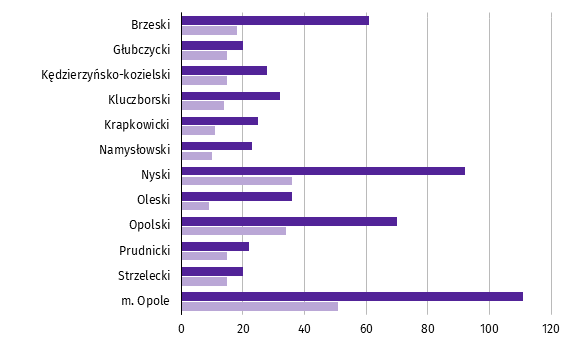 Brzeski
Głubczycki
Kędzierzyńsko-kozielski
Kluczborski
Krapkowicki
Namysłowski
Nyski
Oleski
Opolski
Prudnicki
Strzelecki
m. Opole
0 20 40 60 80 100 120